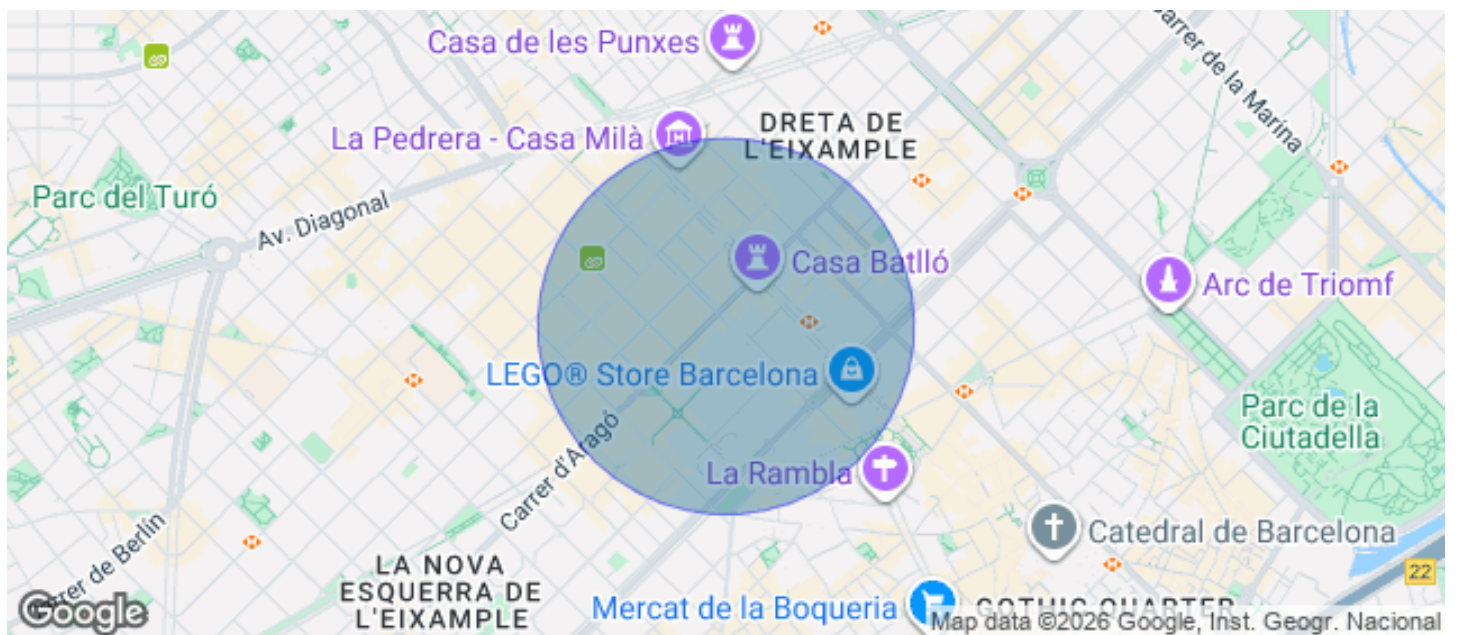 Casa de les Punxes
Carrer de la Marina
La Pedrera - Casa Milà
DRETA DE
L'EIXAMPLE
Parc del Turó
Av. Diagonal
Casa Batlló
Arc de Triomf
LEGO® Store Barcelona
Parc de la
Ciutadella
Carrer d'Aragó
La Rambla
Catedral de Barcelona
Carrer de Berlín
LA NOVA
ESQUERRA DE
L'EIXAMPLE
22
Mercat de la Boqueria
GOTHIC QUARTER
Google
Map data ©2026 Google, Inst. Geogr. Nacional